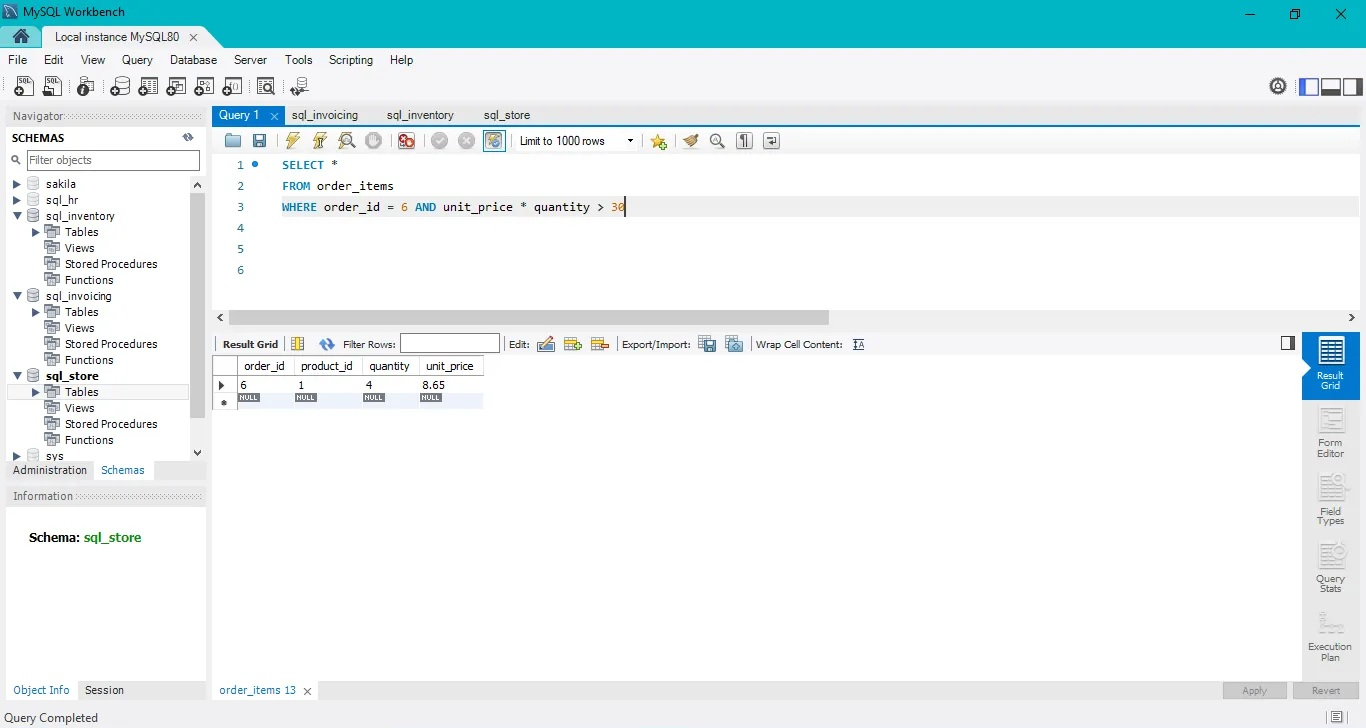 MySQL Workbench
Local instance MySQL80
File Edit View Query Database Server Tools Scripting Help
Navigator
SCHEMAS
Filter objects
sakila
sql_hr
sql_inventory
Tables
Views
Stored Procedures
Functions
sql_invoicing
Tables
Views
Stored Procedures
Functions
sql_store
Tables
Views
Stored Procedures
Functions
sys
Administration Schemas
Information
Schema: sql_store
Object Info Session
Query 1 sql_invoicing sql_inventory sql_store
Limit to 1000 rows
1 SELECT *
2 FROM order_items
3 WHERE order_id = 6 AND unit_price * quantity > 30
4
5
6
Result Grid Filter Rows: Edit: Export/Import: Wrap Cell Content:
order_id product_id quantity unit_price
6 1 4 8.65
NULL NULL NULL NULL
Result
Grid
Form
Editor
Field
Types
Query
Stats
Execution
Plan
order_items 13
Apply Revert
Query Completed